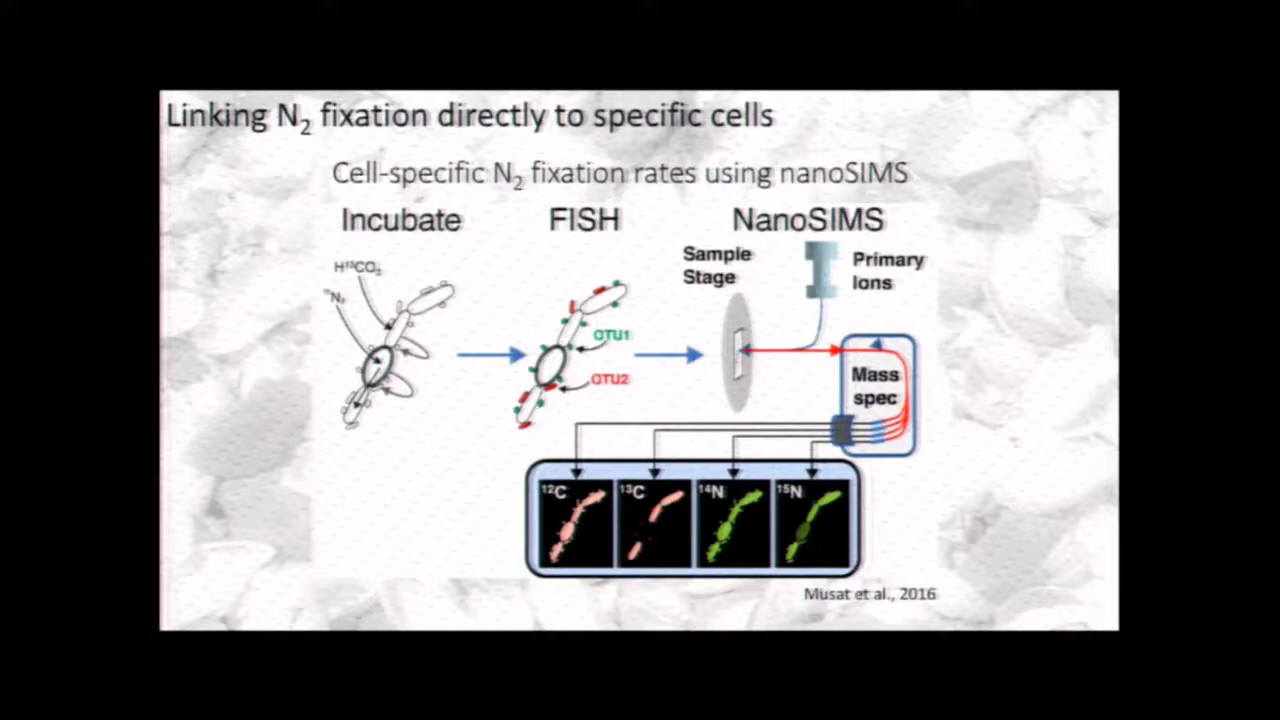 Linking N₂ fixation directly to specific cells
Cell-specific N₂ fixation rates using nanoSIMS
Incubate FISH NanoSIMS
Sample Stage
Primary Ions
H¹³CO₃
¹⁵N₂
OTU1
OTU2
Mass spec
¹²C ¹³C ¹⁴N ¹⁵N
Musat et al., 2016